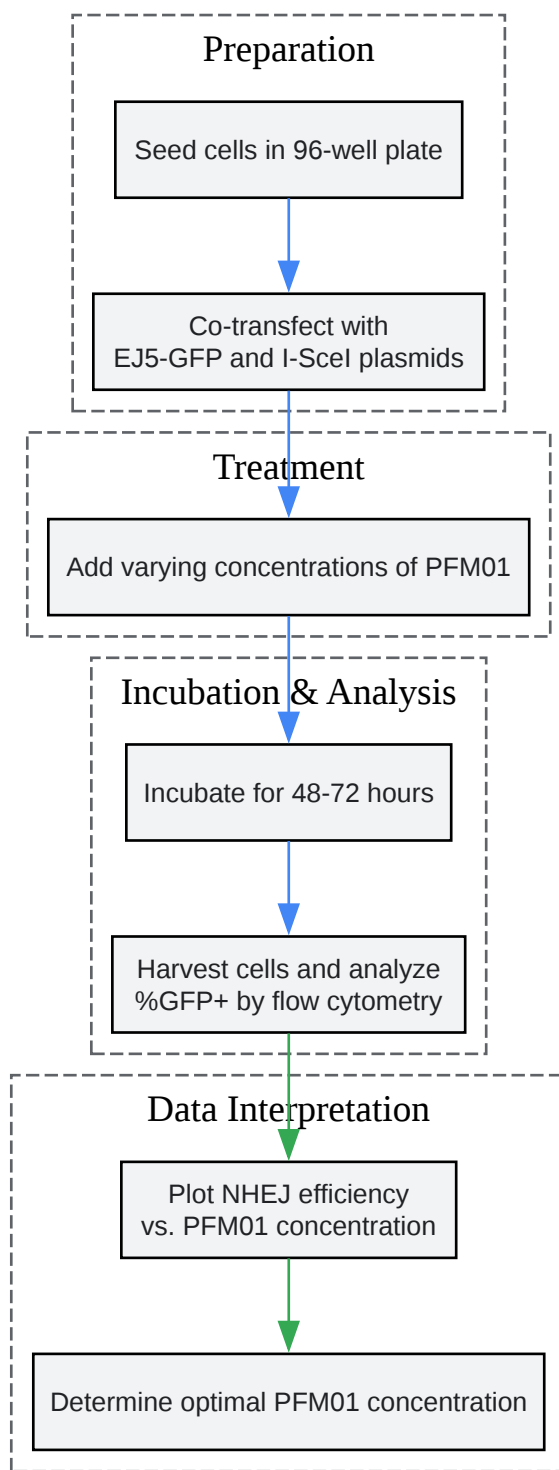 Preparation
Seed cells in 96-well plate
Co-transfect with
EJ5-GFP and I-SceI plasmids
Treatment
Add varying concentrations of PFM01
Incubation & Analysis
Incubate for 48-72 hours
Harvest cells and analyze
%GFP+ by flow cytometry
Data Interpretation
Plot NHEJ efficiency
vs. PFM01 concentration
Determine optimal PFM01 concentration